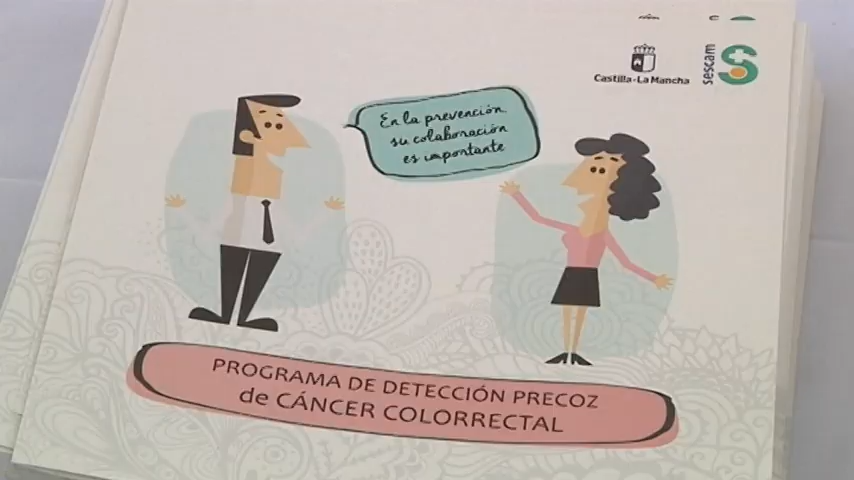 Castilla-La Mancha
sescam
En la prevención,
su colaboración
es importante
PROGRAMA DE DETECCIÓN PRECOZ
de CÁNCER COLORRECTAL